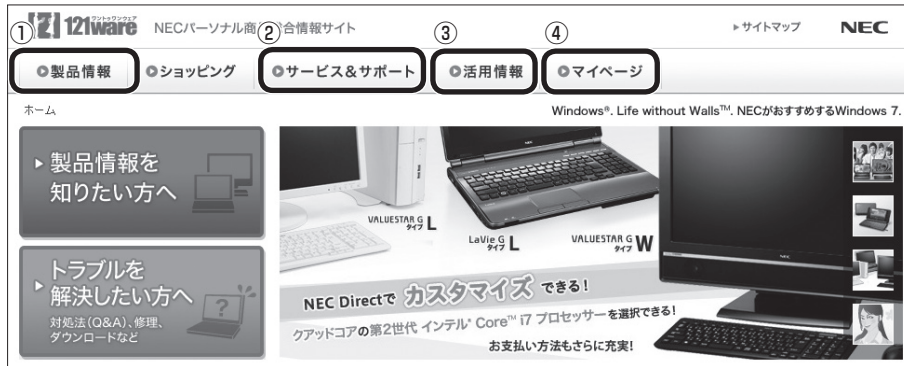 ① ② ③ ④
121ware ワントゥワンウェア NECパーソナル商 合情報サイト
サイトマップ NEC
製品情報 ショッピング サービス&サポート 活用情報 マイページ
ホーム
Windows®. Life without Walls™. NECがおすすめするWindows 7.
製品情報を
知りたい方へ
トラブルを
解決したい方へ
対処法(Q&A)、修理、
ダウンロードなど
VALUESTAR G タイプ L
LaVie G タイプ L
VALUESTAR G タイプ W
NEC Directで カスタマイズ できる!
クアッドコアの第2世代 インテル® Core™ i7 プロセッサーを選択できる!
お支払い方法もさらに充実!
NEC